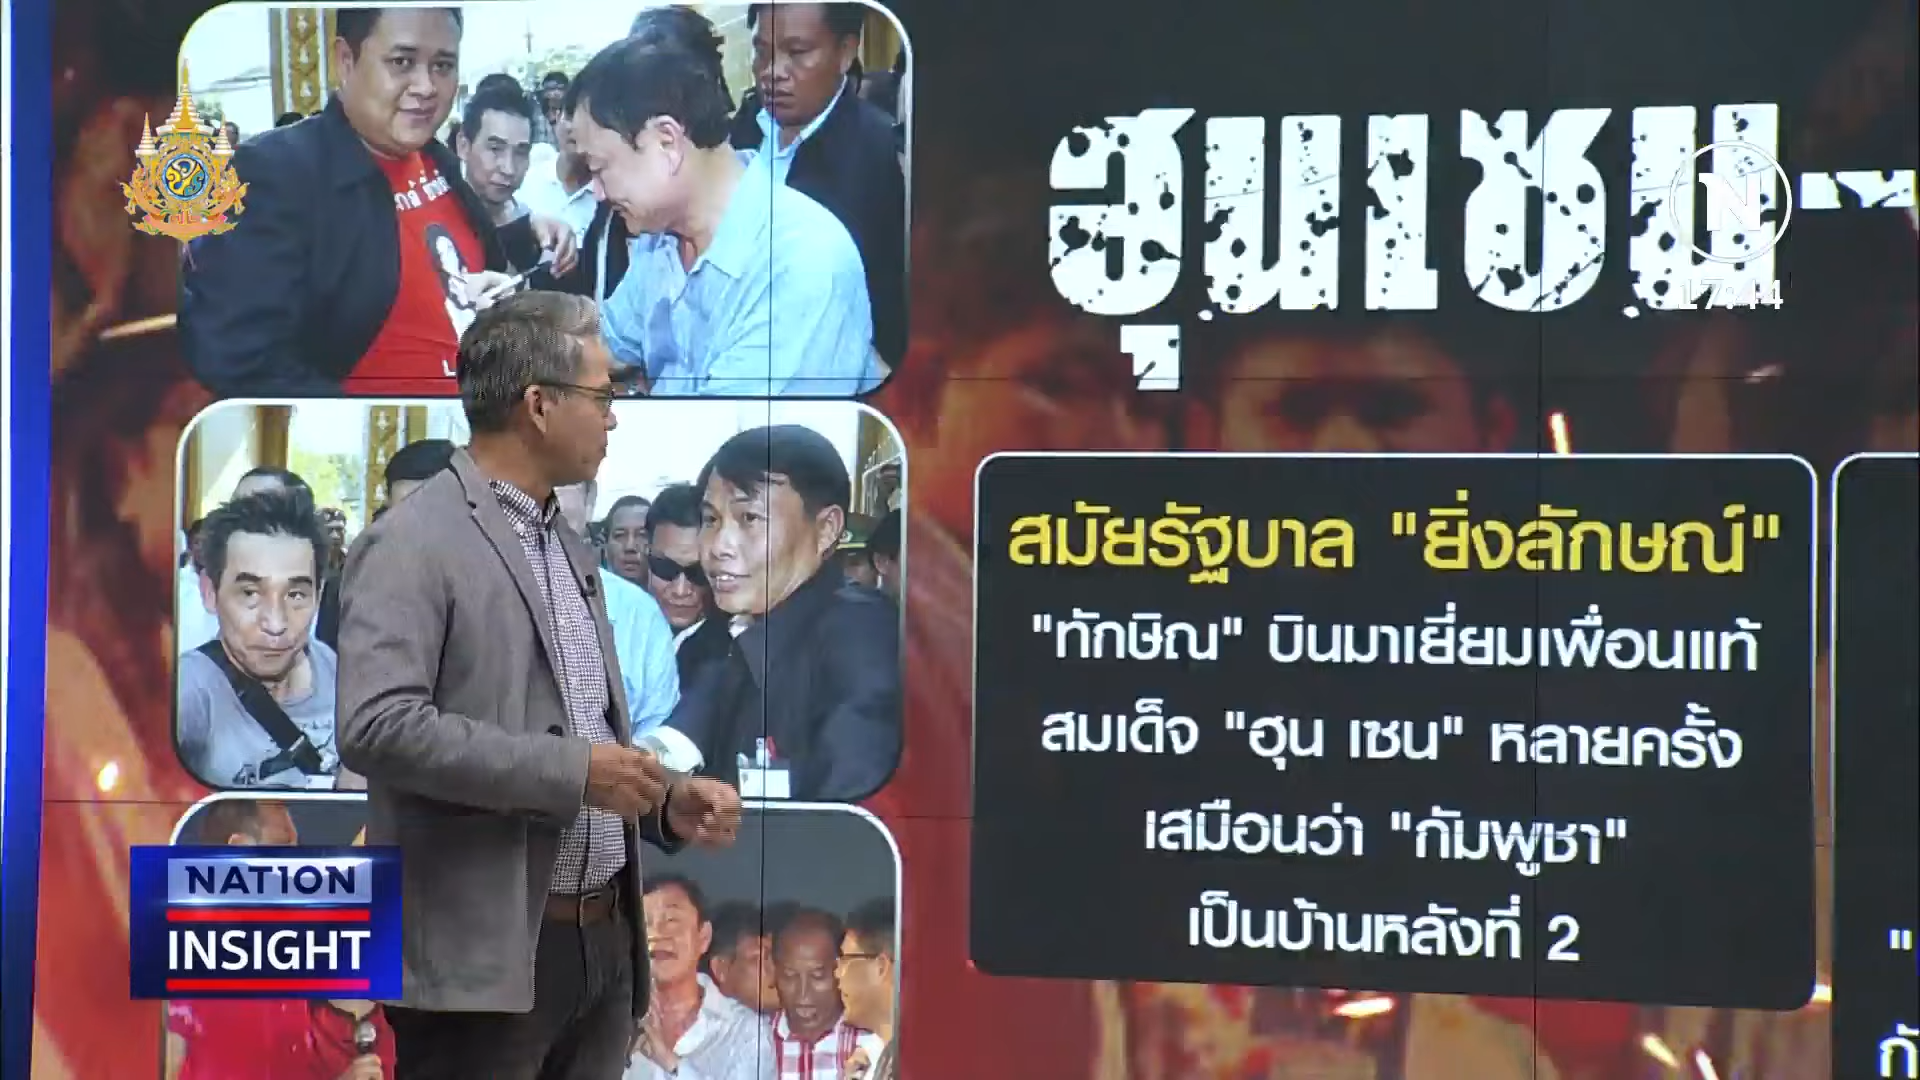 ฮุนเซน-
N
17:44
สมัยรัฐบาล "ยิ่งลักษณ์"
"ทักษิณ" บินมาเยี่ยมเพื่อนแท้
สมเด็จ "ฮุน เซน" หลายครั้ง
เสมือนว่า "กัมพูชา"
เป็นบ้านหลังที่ 2
NATION
INSIGHT